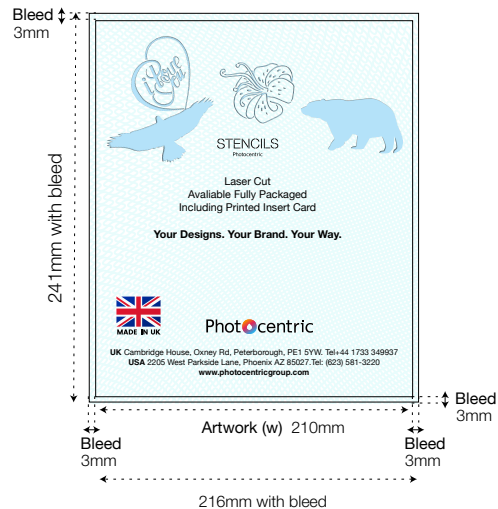 Bleed
3mm
241mm with bleed
i Love
STENCILS
Photocentric
Laser Cut
Avaliable Fully Packaged
Including Printed Insert Card
Your Designs. Your Brand. Your Way.
MADE IN UK
Photocentric
UK Cambridge House, Oxney Rd, Peterborough, PE1 5YW. Tel+44 1733 349937
USA 2205 West Parkside Lane, Phoenix AZ 85027.Tel: (623) 581-3220
www.photocentricgroup.com
Bleed
3mm
Artwork (w) 210mm
Bleed
3mm
Bleed
3mm
216mm with bleed